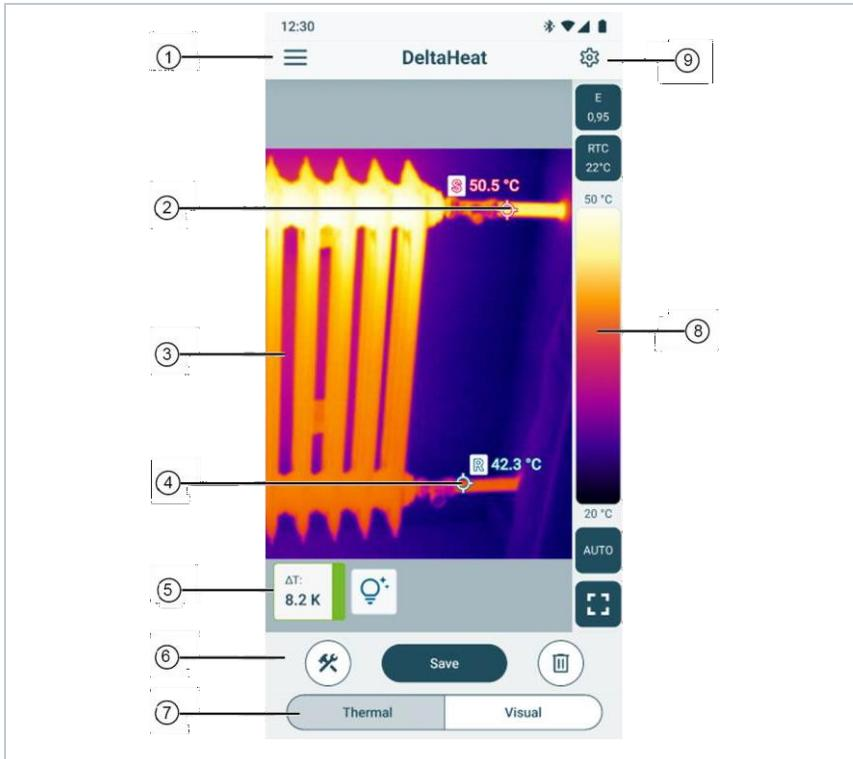 12:30
1
DeltaHeat
9
E
0,95
RTC
22°C
S 50.5 °C
2
50 °C
8
3
R 42.3 °C
4
20 °C
AUTO
ΔT:
8.2 K
5
6
Save
7
Thermal
Visual